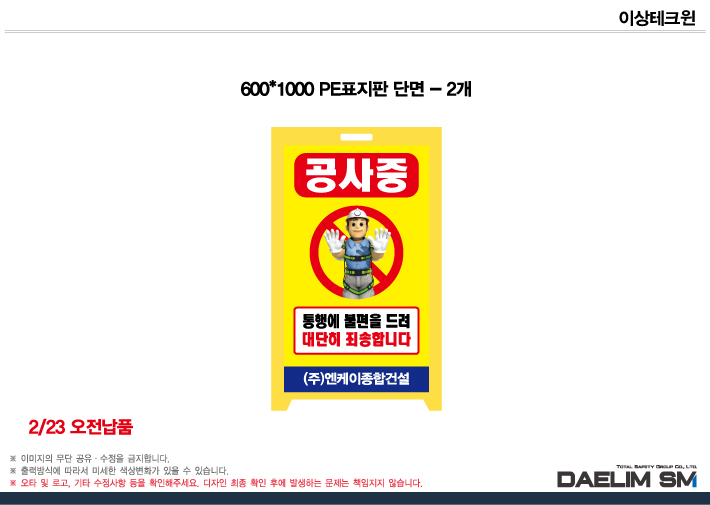 이상테크윈
600*1000 PE표지판 단면 - 2개
공사중
통행에 불편을 드려
대단히 죄송합니다
(주)엔케이종합건설
2/23 오전납품
※ 이미지의 무단 공유 · 수정을 금지합니다.
※ 출력방식에 따라서 미세한 색상변화가 있을 수 있습니다.
※ 오타 및 로고, 기타 수정사항 등을 확인해주세요. 디자인 최종 확인 후에 발생하는 문제는 책임지지 않습니다.
TOTAL SAFETY GROUP CO., LTD.
DAELIM SM